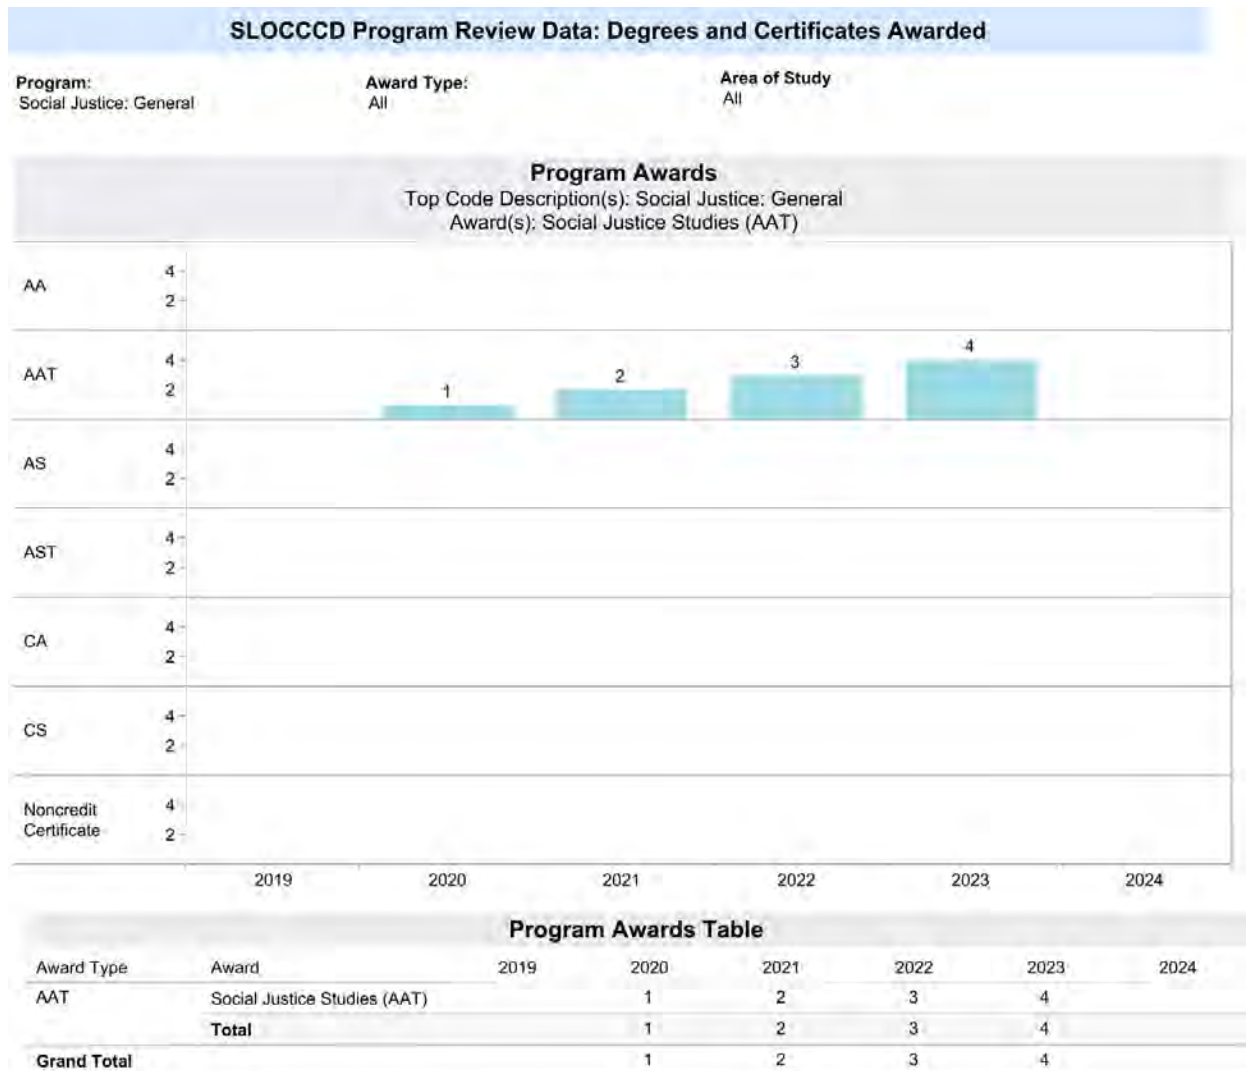 SLOCCCD Program Review Data: Degrees and Certificates Awarded
Program: Award Type: Area of Study
Social Justice: General All All
Program Awards
Top Code Description(s): Social Justice: General
Award(s): Social Justice Studies (AAT)
AA 4
2
AAT 4
2
1 2 3 4
AS 4
2
AST 4
2
CA 4
2
CS 4
2
Noncredit Certificate 4
2
2019 2020 2021 2022 2023 2024
Program Awards Table
Award Type Award 2019 2020 2021 2022 2023 2024
AAT Social Justice Studies (AAT) 1 2 3 4
Total 1 2 3 4
Grand Total 1 2 3 4